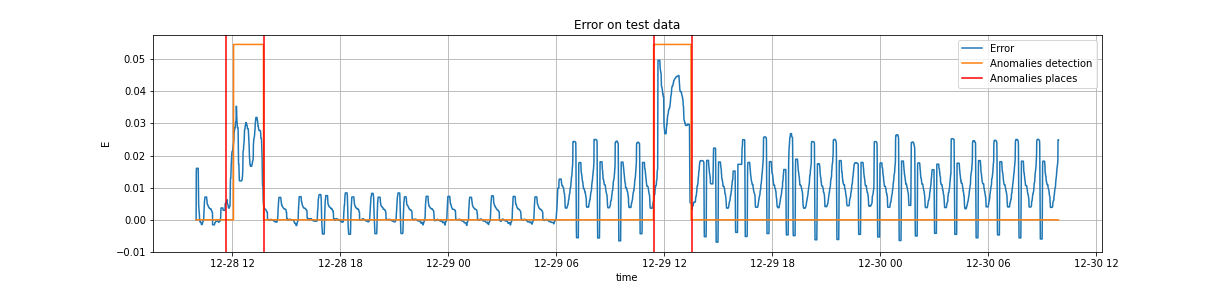 Error on test data
Error
Anomalies detection
Anomalies places
E
0.05
0.04
0.03
0.02
0.01
0.00
−0.01
12-28 12
12-28 18
12-29 00
12-29 06
12-29 12
12-29 18
12-30 00
12-30 06
12-30 12
time